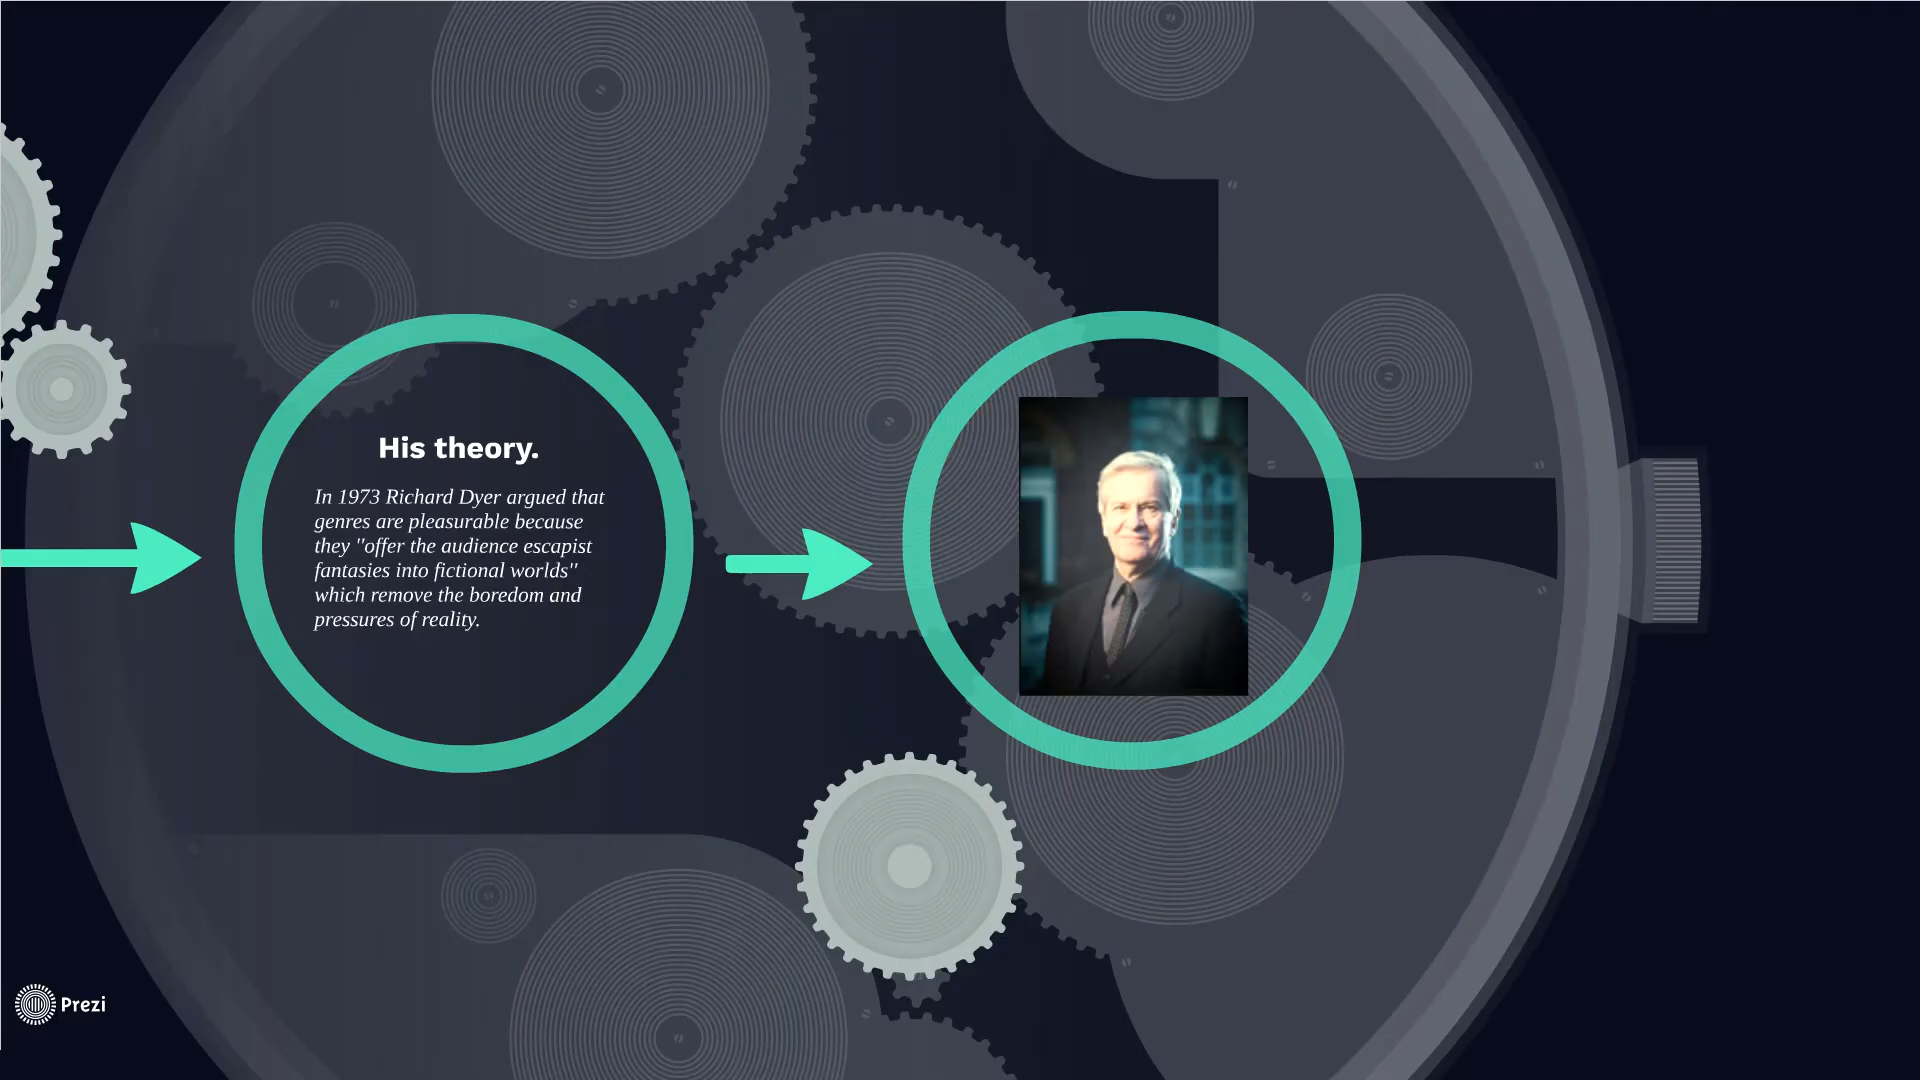 His theory.
In 1973 Richard Dyer argued that
genres are pleasurable because
they "offer the audience escapist
fantasies into fictional worlds"
which remove the boredom and
pressures of reality.
Prezi